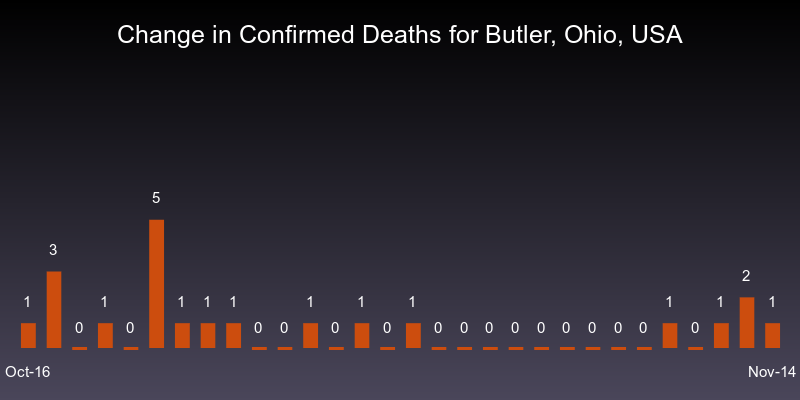 Change in Confirmed Deaths for Butler, Ohio, USA
5
3
2
1 1 1 1 1 1 1 1 1 1 1
0 0 0 0 0 0 0 0 0 0 0 0 0 0 0 0
Oct-16 Nov-14